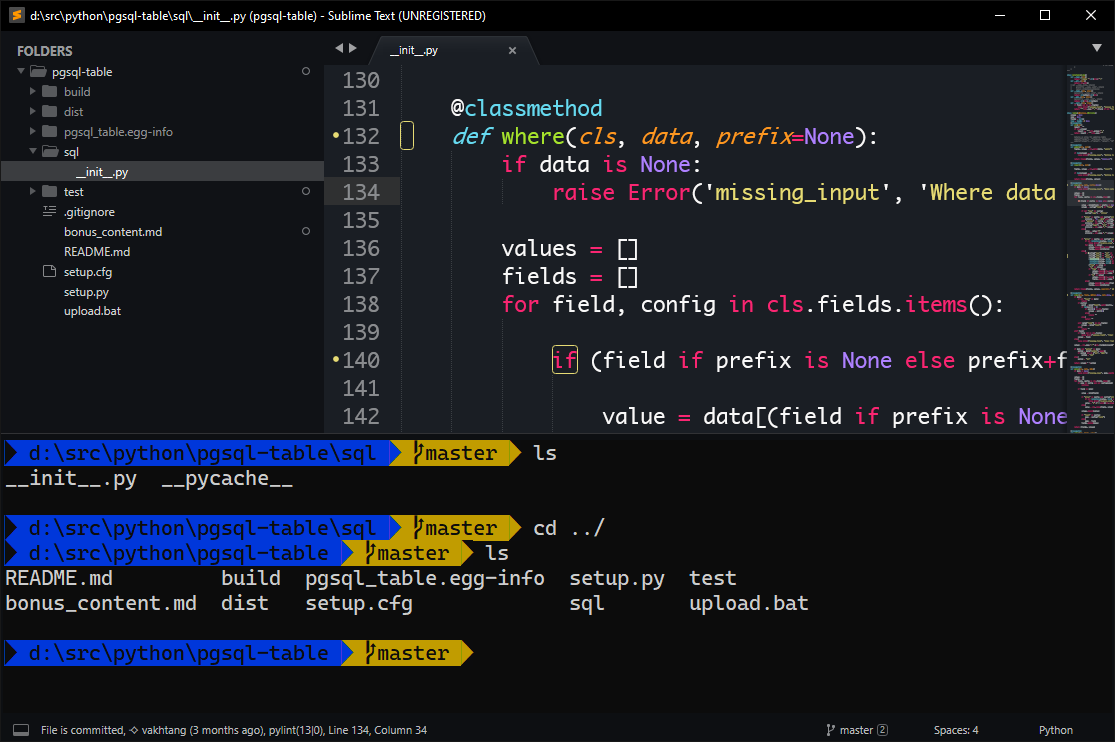 d:\src\python\pgsql-table\sql\__init__.py (pgsql-table) - Sublime Text (UNREGISTERED)
FOLDERS
pgsql-table
build
dist
pgsql_table.egg-info
sql
__init__.py
test
.gitignore
bonus_content.md
README.md
setup.cfg
setup.py
upload.bat
__init__.py
130
131 @classmethod
132 def where(cls, data, prefix=None):
133 if data is None:
134 raise Error('missing_input', 'Where data
135
136 values = []
137 fields = []
138 for field, config in cls.fields.items():
139
140 if (field if prefix is None else prefix+f
141
142 value = data[(field if prefix is None
d:\src\python\pgsql-table\sql master ls
__init__.py __pycache__
d:\src\python\pgsql-table\sql master cd ../
d:\src\python\pgsql-table master ls
README.md build pgsql_table.egg-info setup.py test
bonus_content.md dist setup.cfg sql upload.bat
d:\src\python\pgsql-table master
File is committed, vakhtang (3 months ago), pylint(13|0), Line 134, Column 34 master 2 Spaces: 4 Python